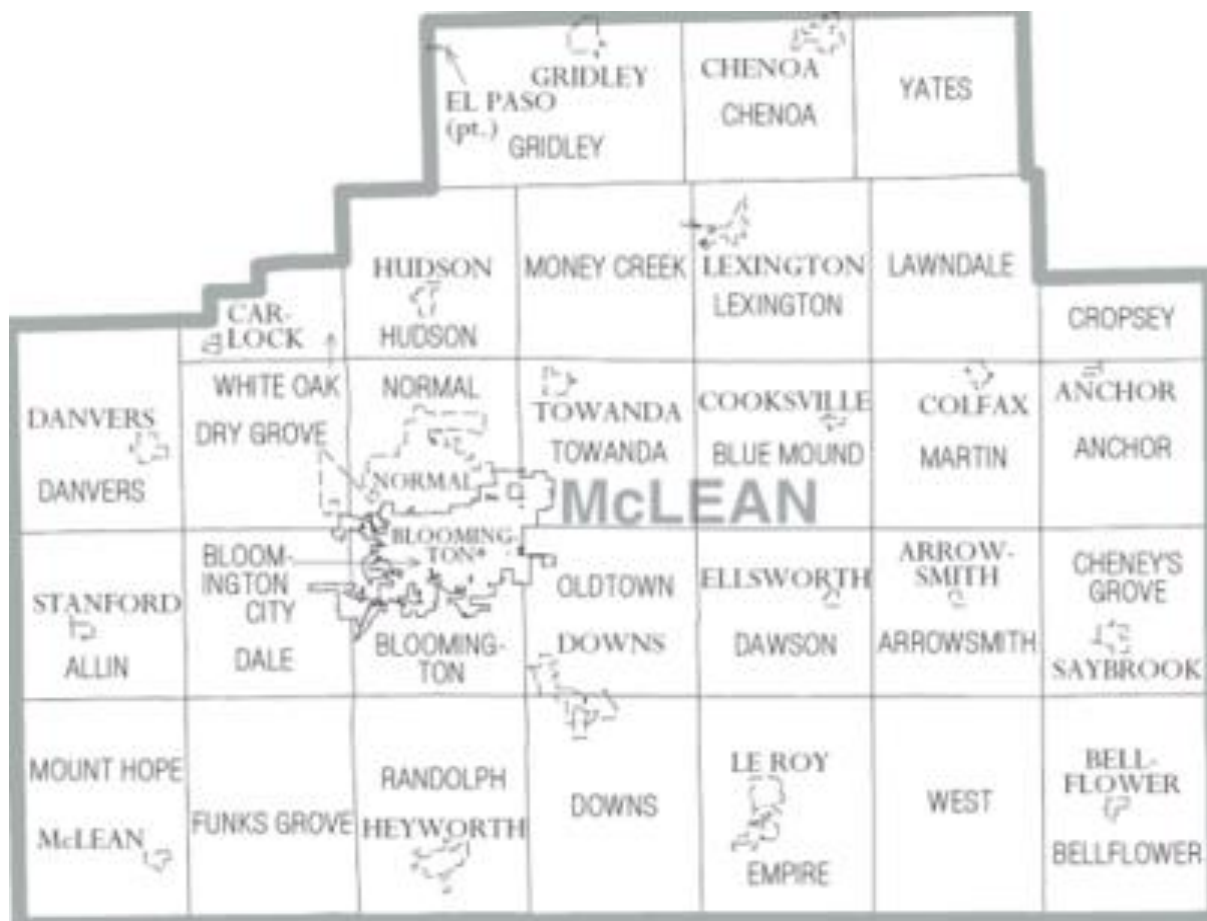 GRIDLEY
EL PASO
(pt.)
GRIDLEY
CHENOA
CHENOA
YATES
HUDSON
HUDSON
MONEY CREEK
LEXINGTON
LEXINGTON
LAWNDALE
CROPSEY
CAR-
LOCK
WHITE OAK
DRY GROVE
DANVERS
DANVERS
NORMAL
NORMAL
TOWANDA
TOWANDA
COOKSVILLE
BLUE MOUND
COLFAX
MARTIN
ANCHOR
ANCHOR
McLEAN
STANFORD
ALLIN
BLOOM-
INGTON
CITY
DALE
BLOOMING-
TON*
BLOOMING-
TON
OLDTOWN
DOWNS
ELLSWORTH
DAWSON
ARROW-
SMITH
ARROWSMITH
CHENEY'S
GROVE
SAYBROOK
MOUNT HOPE
McLEAN
FUNKS GROVE
RANDOLPH
HEYWORTH
DOWNS
LE ROY
EMPIRE
WEST
BELL-
FLOWER
BELLFLOWER